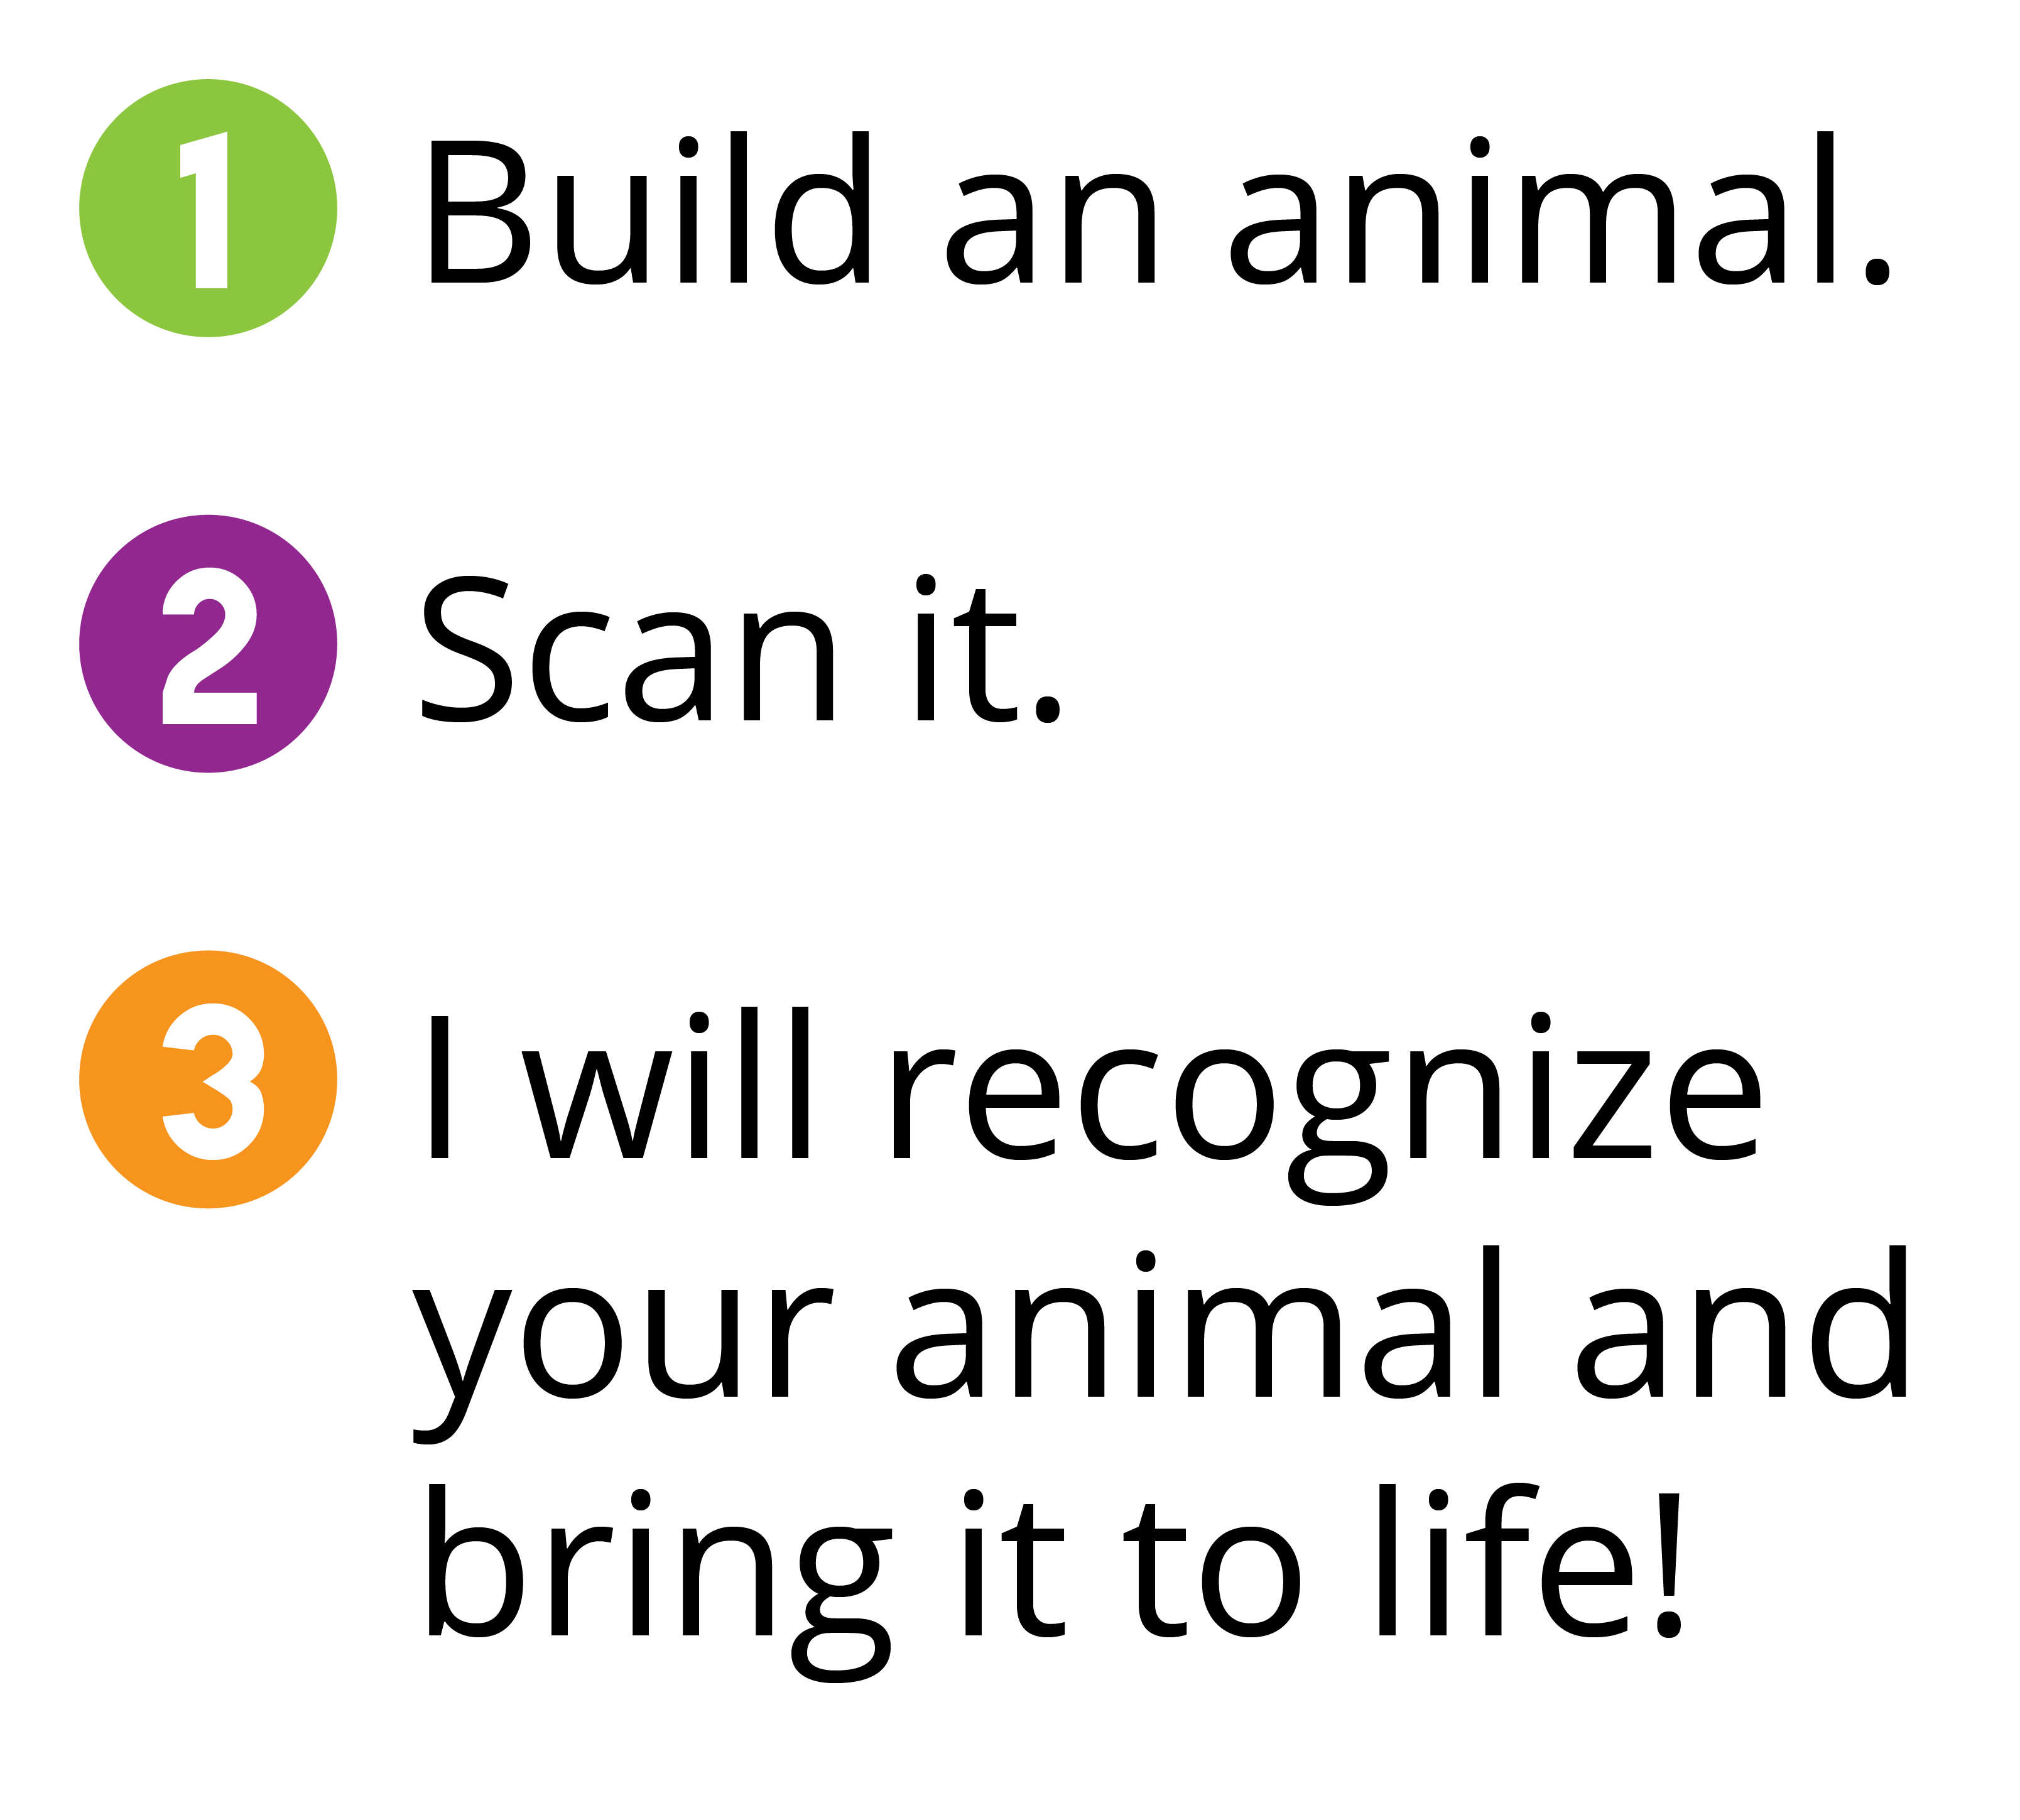 1 Build an animal.
2 Scan it.
3 I will recognize
your animal and
bring it to life!